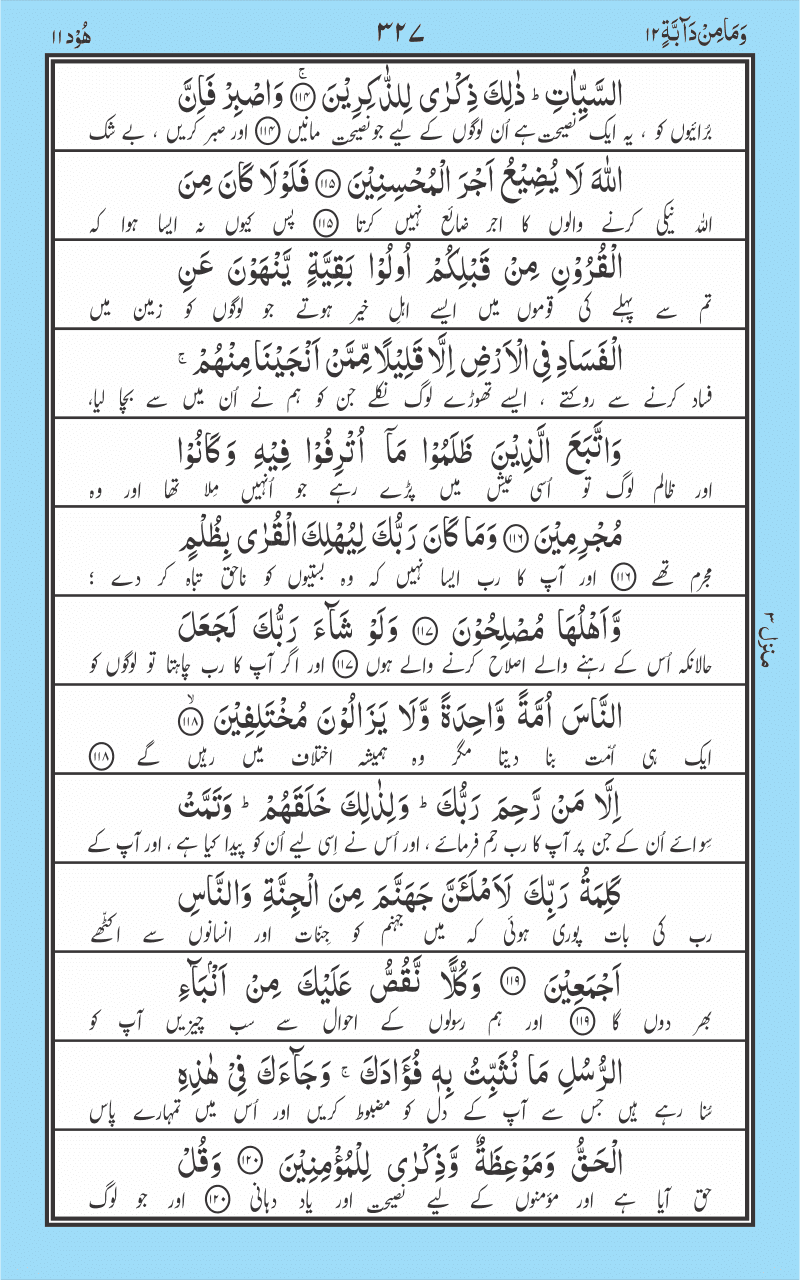 وَمَا مِنْ دَآبَّةٍ ١٢
٣٢٧
هُوْد ١١
السَّيِّاٰتِ ؕ ذٰلِكَ ذِكْرٰى لِلذّٰكِرِيْنَ ۚ ﴿١١٤﴾ وَاصْبِرْ فَاِنَّ
بُرائیوں کو ، یہ ایک نصیحت ہے اُن لوگوں کے لیے جو نصیحت مانیں ﴿١١٤﴾ اور صبر کریں ، بے شک
اللّٰهَ لَا يُضِيْعُ اَجْرَ الْمُحْسِنِيْنَ ﴿١١٥﴾ فَلَوْلَا كَانَ مِنَ
اللہ نیکی کرنے والوں کا اجر ضائع نہیں کرتا ﴿١١٥﴾ پس کیوں نہ ایسا ہوا کہ
الْقُرُوْنِ مِنْ قَبْلِكُمْ اُولُوْا بَقِيَّةٍ يَّنْهَوْنَ عَنِ
تم سے پہلے کی قوموں میں ایسے اہلِ خیر ہوتے جو لوگوں کو زمین میں
الْفَسَادِ فِى الْاَرْضِ اِلَّا قَلِيْلًا مِّمَّنْ اَنْجَيْنَا مِنْهُمْ ۚ
فساد کرنے سے روکتے ، ایسے تھوڑے لوگ نکلے جن کو ہم نے اُن میں سے بچا لیا،
وَاتَّبَعَ الَّذِيْنَ ظَلَمُوْا مَاۤ اُتْرِفُوْا فِيْهِ وَكَانُوْا
اور ظالم لوگ تو اُسی عیش میں پڑے رہے جو اُنہیں مِلا تھا اور وہ
مُجْرِمِيْنَ ﴿١١٦﴾ وَمَا كَانَ رَبُّكَ لِيُهْلِكَ الْقُرٰى بِظُلْمٍ
مجرم تھے ﴿١١٦﴾ اور آپ کا رب ایسا نہیں کہ وہ بستیوں کو ناحق تباہ کر دے ؛
وَّاَهْلُهَا مُصْلِحُوْنَ ﴿١١٧﴾ وَلَوْ شَآءَ رَبُّكَ لَجَعَلَ
حالانکہ اُس کے رہنے والے اصلاح کرنے والے ہوں ﴿١١٧﴾ اور اگر آپ کا رب چاہتا تو لوگوں کو
النَّاسَ اُمَّةً وَّاحِدَةً وَّلَا يَزَالُوْنَ مُخْتَلِفِيْنَ ۙ ﴿١١٨﴾
ایک ہی اُمّت بنا دیتا مگر وہ ہمیشہ اختلاف میں رہیں گے ﴿١١٨﴾
اِلَّا مَنْ رَّحِمَ رَبُّكَ ؕ وَلِذٰلِكَ خَلَقَهُمْ ؕ وَتَمَّتْ
سِوائے اُن کے جن پر آپ کا رب رحم فرمائے ، اور اُس نے اِسی لیے اُن کو پیدا کیا ہے ، اور آپ کے
كَلِمَةُ رَبِّكَ لَاَمْلَـَٔنَّ جَهَنَّمَ مِنَ الْجِنَّةِ وَالنَّاسِ
رب کی بات پوری ہوئی کہ میں جہنم کو جِنّات اور انسانوں سے اکٹّھے
اَجْمَعِيْنَ ﴿١١٩﴾ وَكُلًّا نَّقُصُّ عَلَيْكَ مِنْ اَنْۢبَآءِ
بھر دوں گا ﴿١١٩﴾ اور ہم رسولوں کے احوال سے سب چیزیں آپ کو
الرُّسُلِ مَا نُثَبِّتُ بِهٖ فُؤَادَكَ ۚ وَجَآءَكَ فِىْ هٰذِهِ
سُنا رہے ہیں جس سے آپ کے دل کو مضبوط کریں اور اُس میں تمہارے پاس
الْحَقُّ وَمَوْعِظَةٌ وَّذِكْرٰى لِلْمُؤْمِنِيْنَ ﴿١٢٠﴾ وَقُلْ
حق آیا ہے اور مؤمنوں کے لیے نصیحت اور یاد دہانی ﴿١٢٠﴾ اور جو لوگ
منزل ٣